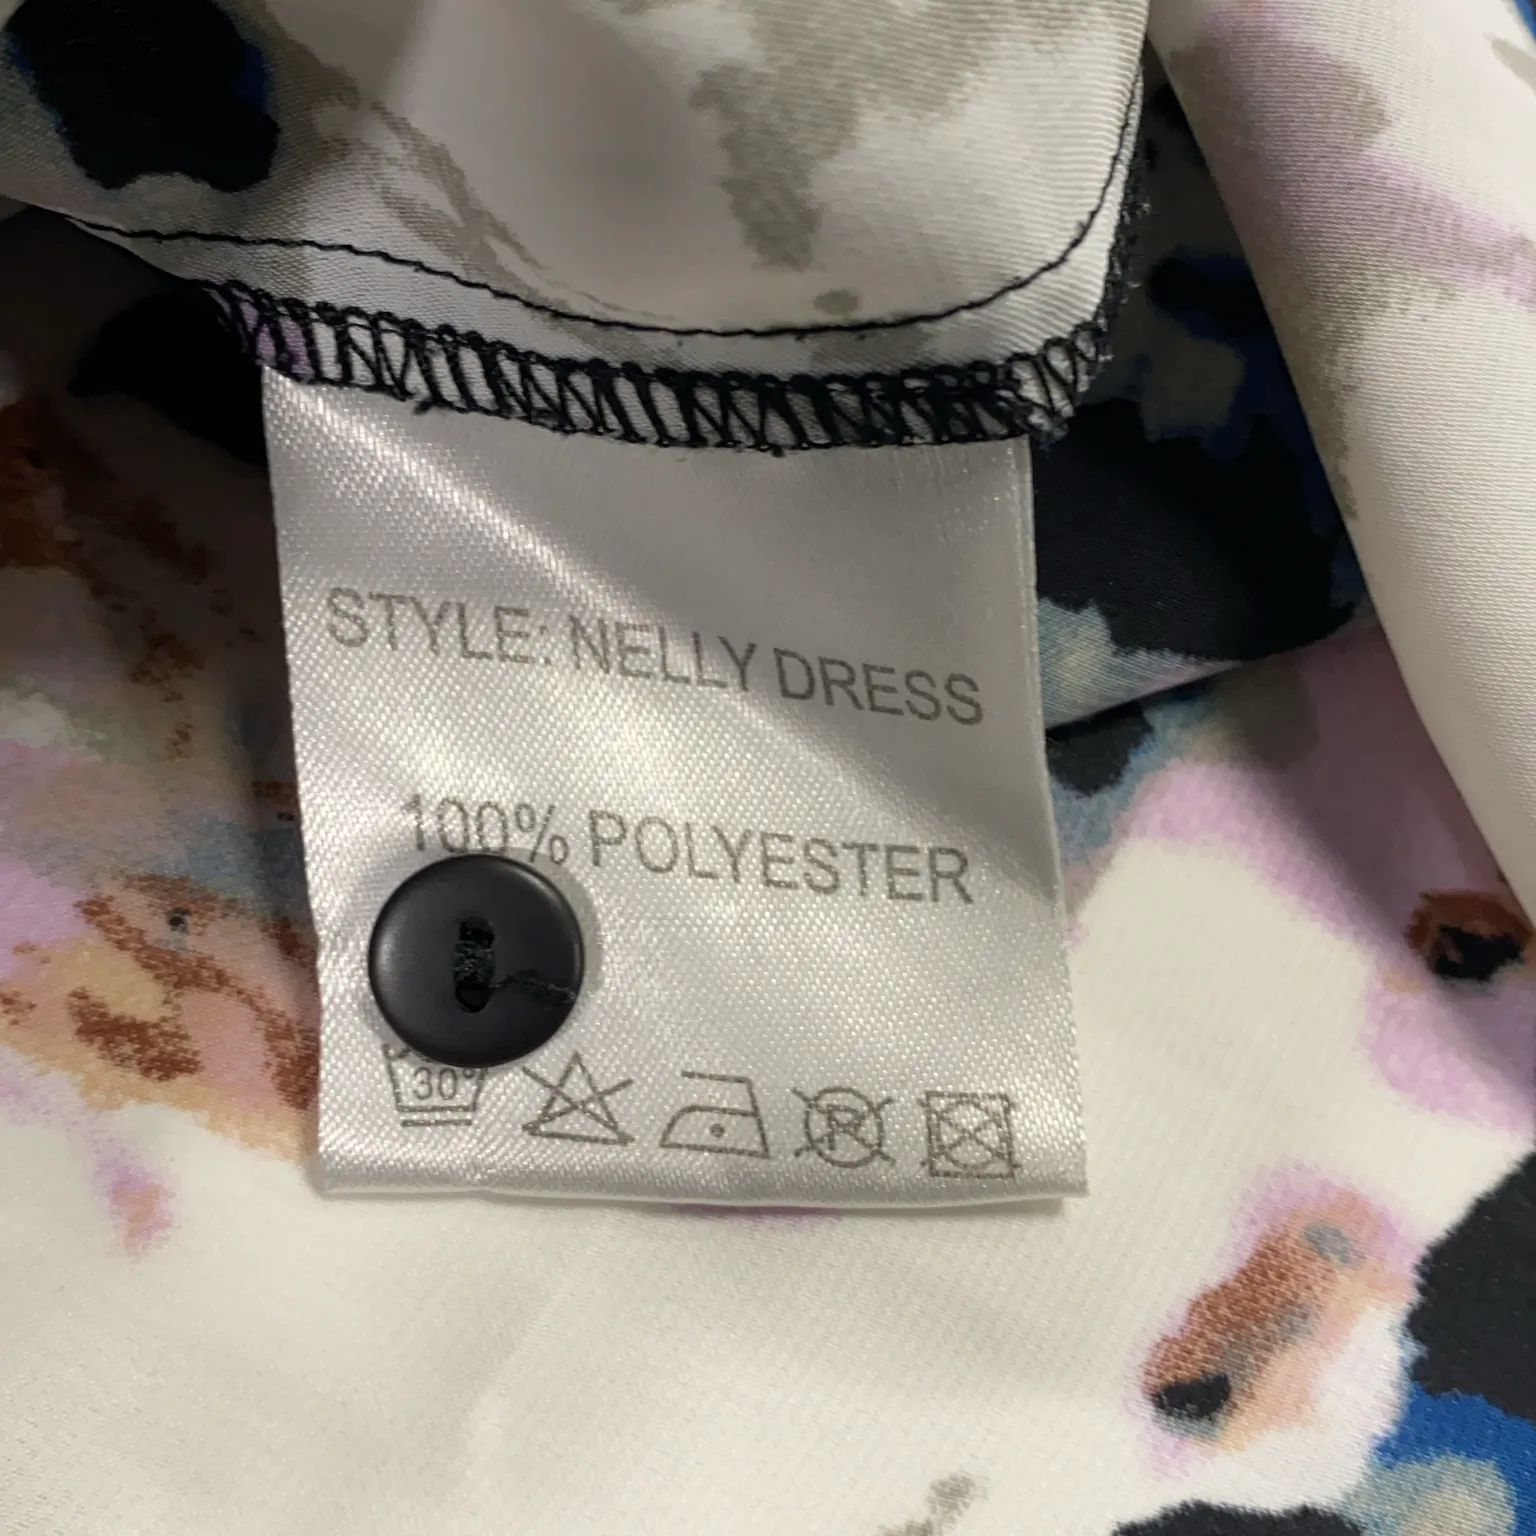 STYLE: NELLY DRESS
100% POLYESTER
30° P